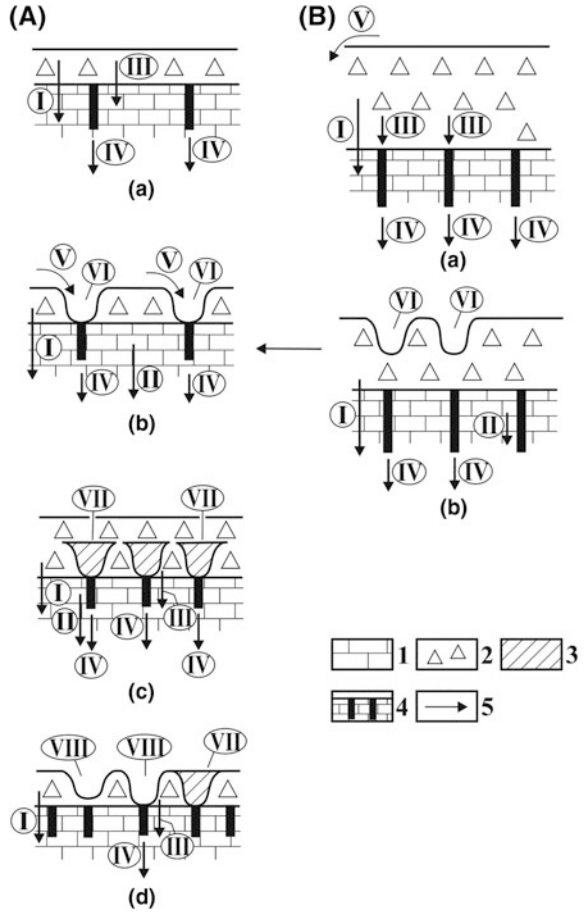 (A)
III
I
IV IV
(a)
V VI V VI
I
IV II IV
(b)
VII VII
I
II IV III
IV IV
(c)
VIII VIII VII
I
IV III
(d)
(B)
V
I III III
IV IV IV
(a)
VI VI
I II
IV IV
(b)
1 2 3
4 5